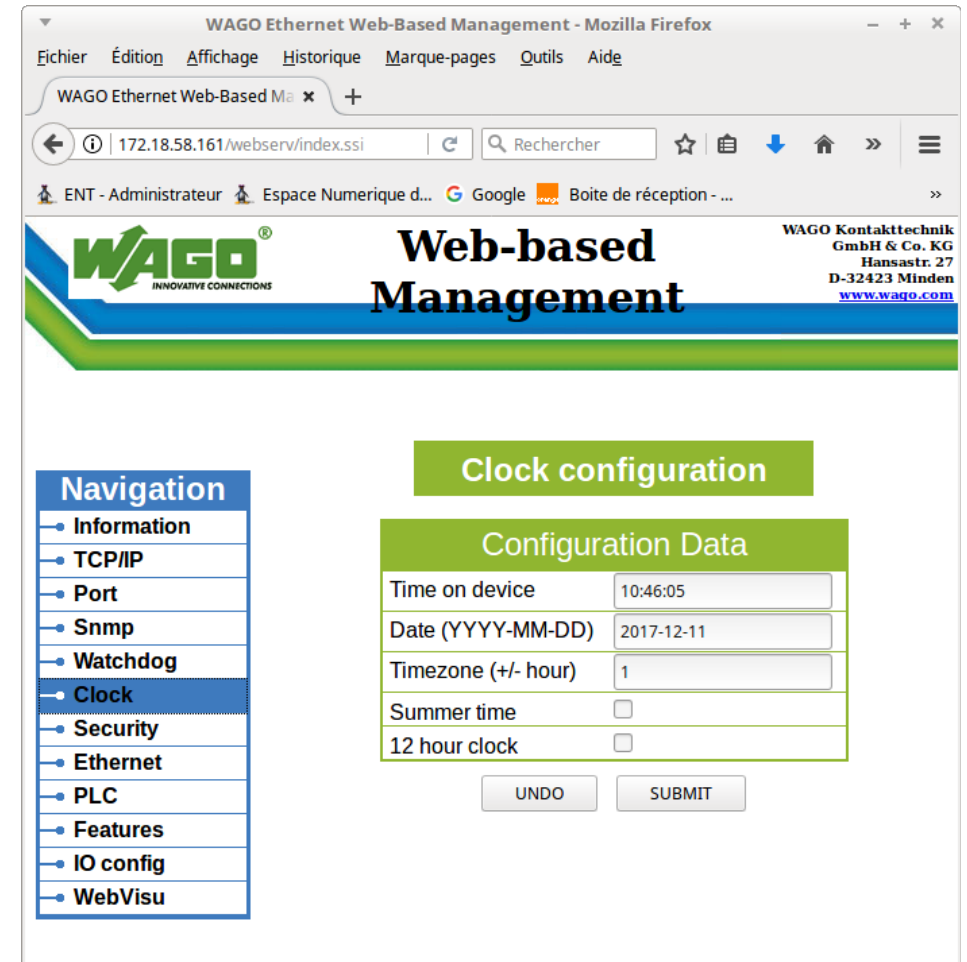 WAGO Ethernet Web-Based Management - Mozilla Firefox
Fichier Édition Affichage Historique Marque-pages Outils Aide
WAGO Ethernet Web-Based Ma
172.18.58.161/webserv/index.ssi Rechercher
ENT - Administrateur Espace Numerique d... Google orange Boite de réception - ...
WAGO®
INNOVATIVE CONNECTIONS
Web-based
Management
WAGO Kontakttechnik
GmbH & Co. KG
Hansastr. 27
D-32423 Minden
www.wago.com
Navigation
Information
TCP/IP
Port
Snmp
Watchdog
Clock
Security
Ethernet
PLC
Features
IO config
WebVisu
Clock configuration
Configuration Data
Time on device 10:46:05
Date (YYYY-MM-DD) 2017-12-11
Timezone (+/- hour) 1
Summer time
12 hour clock
UNDO SUBMIT